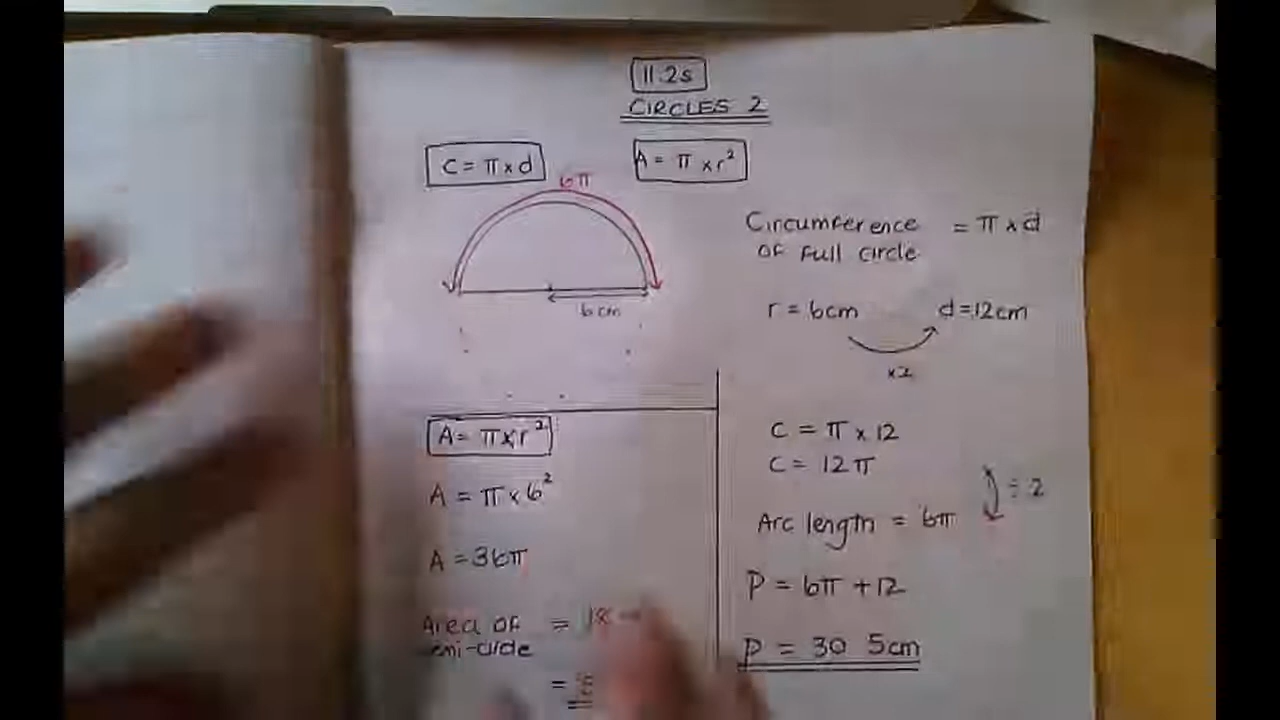 11.2s
CIRCLES 2
C = π x d
A = π x r²
6π
6cm
Circumference = π x d
of full circle
r = 6cm d = 12cm
x2
A = π x r²
A = π x 6²
A = 36π
Area of = 18
semi-circle
=
C = π x 12
C = 12π
÷ 2
Arc length = 6π
P = 6π + 12
P = 30 5cm